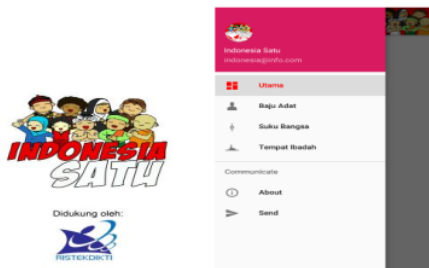 INDONESIA
SATU
Didukung oleh:
RISTEKDIKTI
Indonesia Satu
indonesia@info.com
Utama
Baju Adat
Suku Bangsa
Tempat Ibadah
Communicate
About
Send